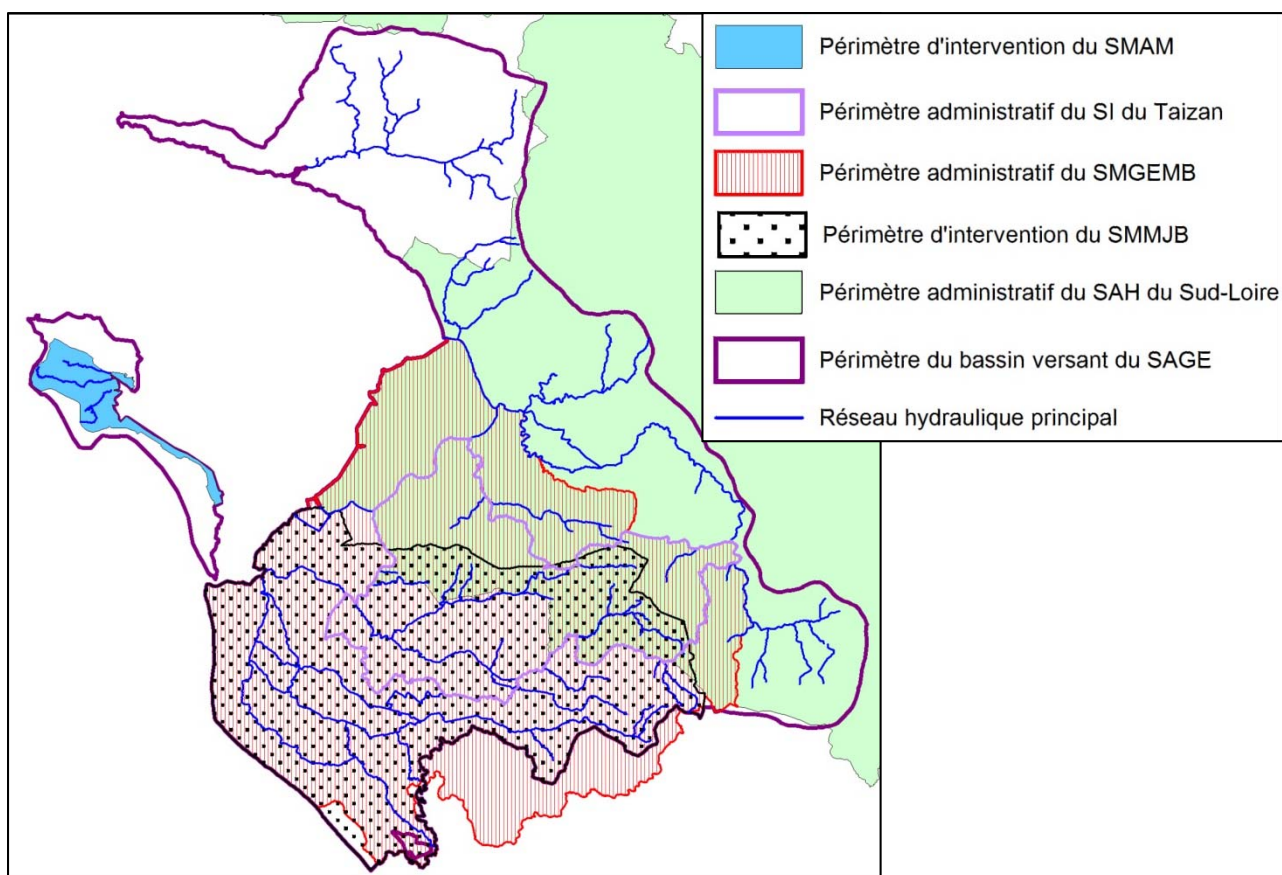 Périmètre d'intervention du SMAM
Périmètre administratif du SI du Taizan
Périmètre administratif du SMGEMB
Périmètre d'intervention du SMMJB
Périmètre administratif du SAH du Sud-Loire
Périmètre du bassin versant du SAGE
Réseau hydraulique principal